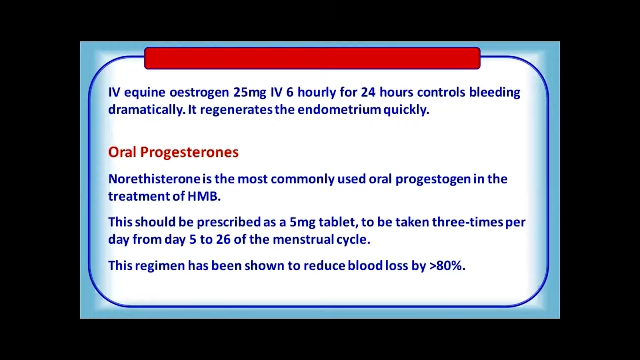 IV equine oestrogen 25mg IV 6 hourly for 24 hours controls bleeding
dramatically. It regenerates the endometrium quickly.
Oral Progesterones
Norethisterone is the most commonly used oral progestogen in the
treatment of HMB.
This should be prescribed as a 5mg tablet, to be taken three-times per
day from day 5 to 26 of the menstrual cycle.
This regimen has been shown to reduce blood loss by >80%.